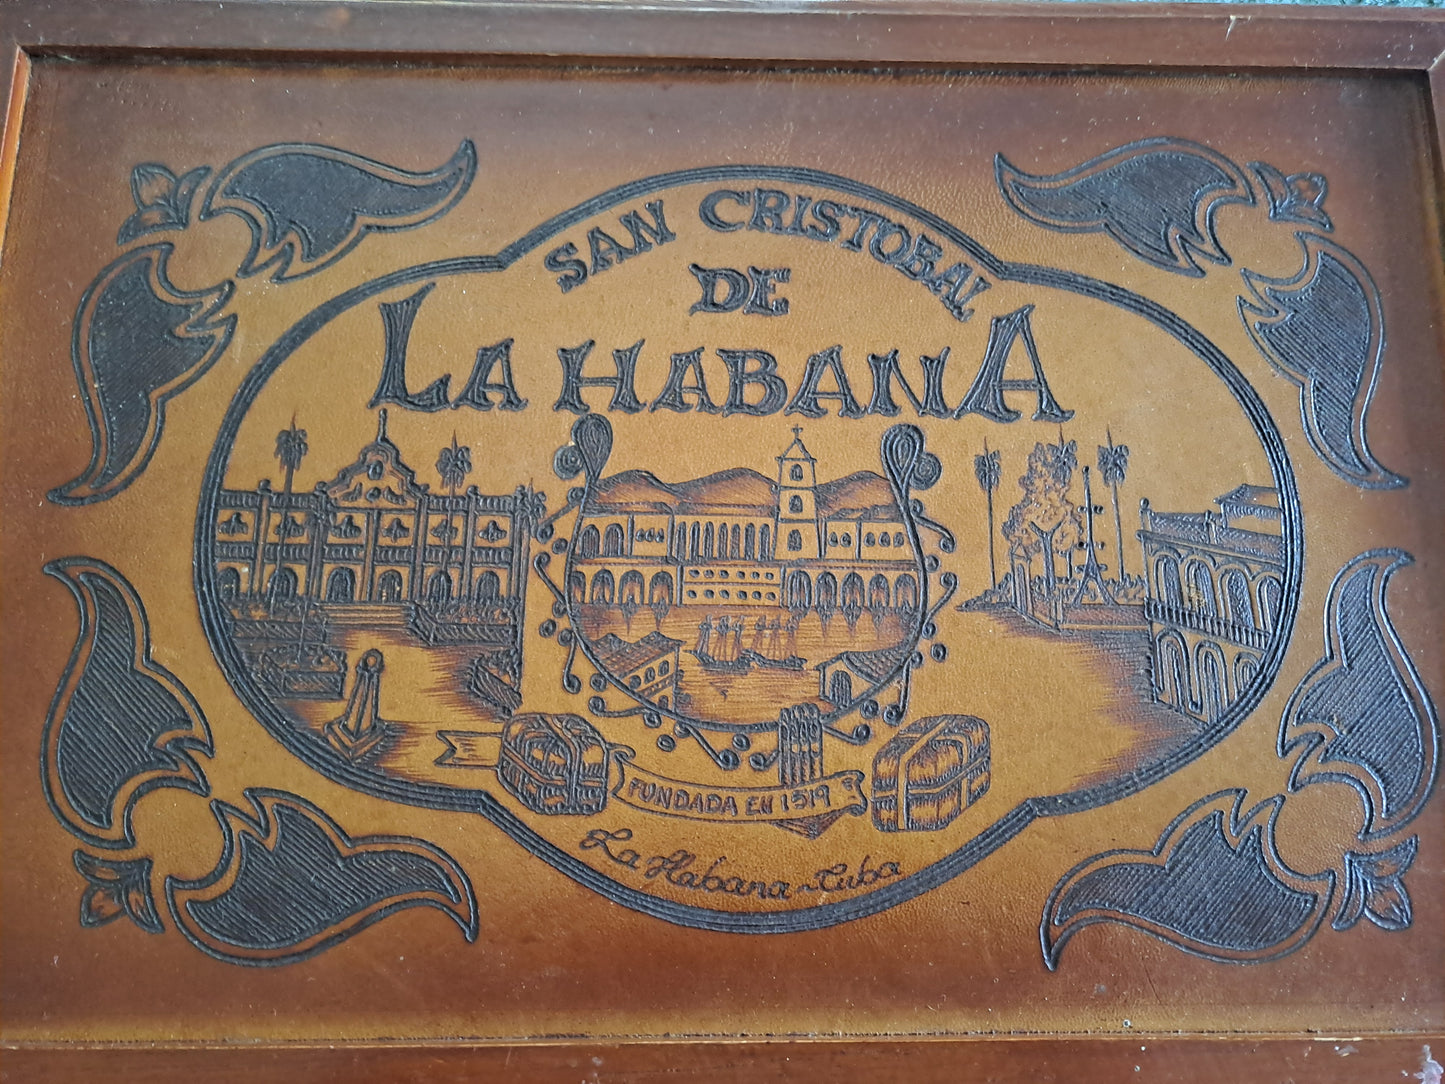 SAN CRISTOBAL
DE
LA HABANA
FUNDADA EN 1519
La Habana ~ Cuba